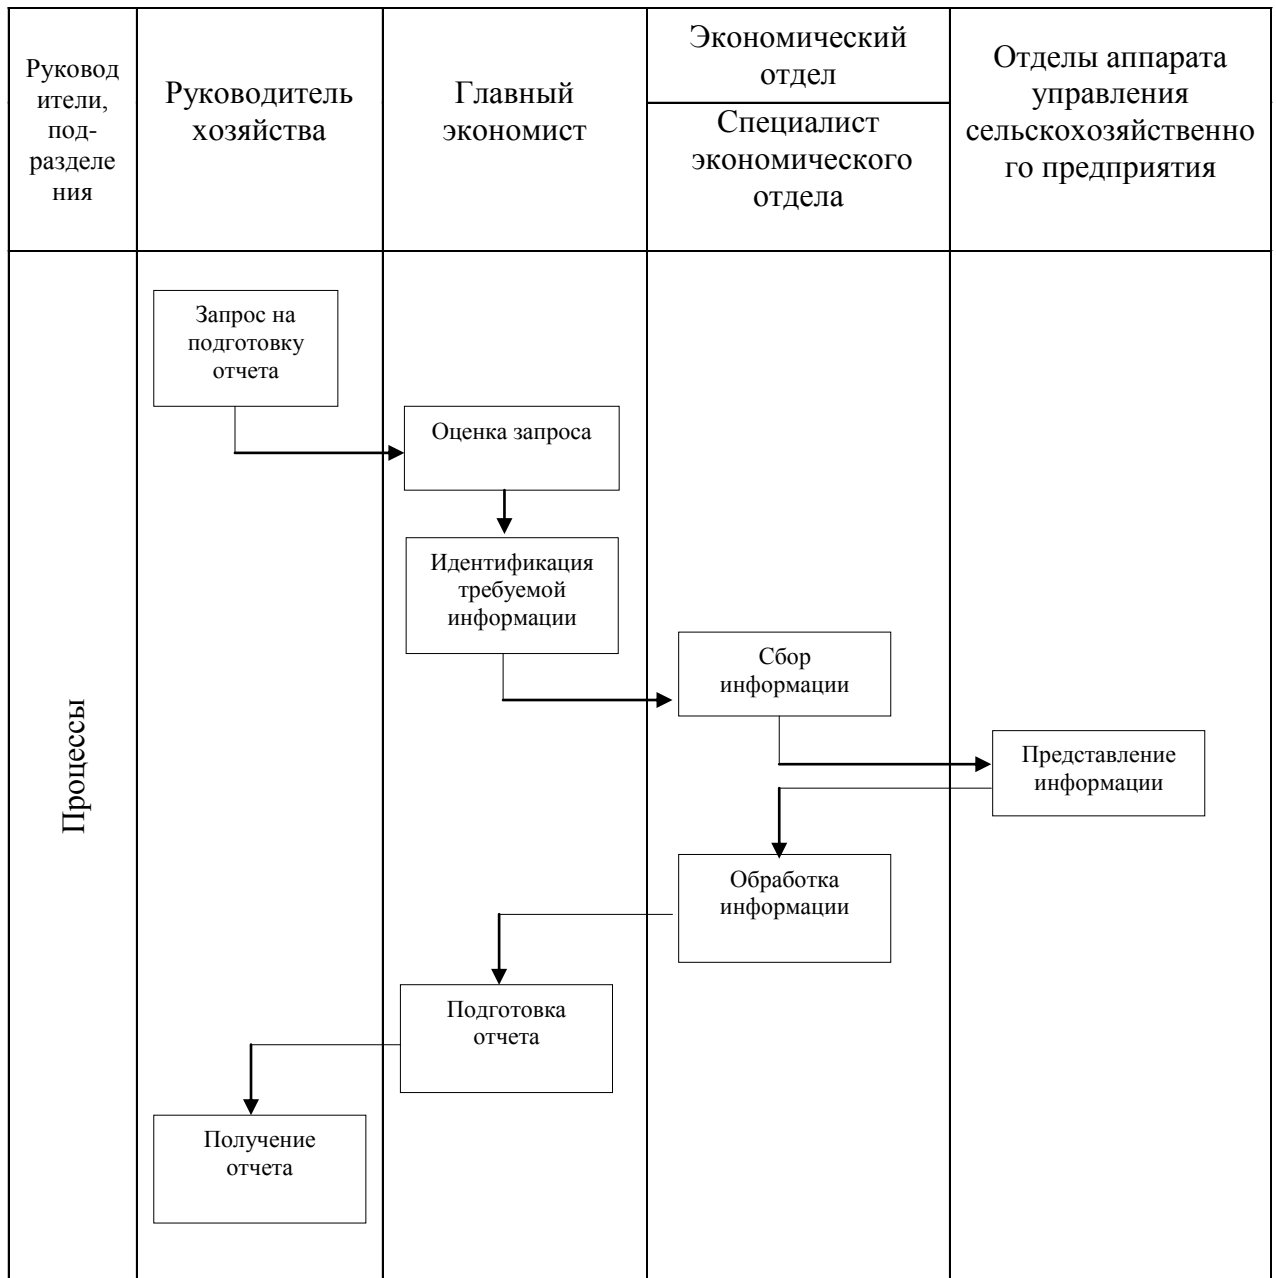 Руковод
ители,
под-
разделе
ния
Руководитель
хозяйства
Главный
экономист
Экономический
отдел
Специалист
экономического
отдела
Отделы аппарата
управления
сельскохозяйственно
го предприятия
Процессы
Запрос на
подготовку
отчета
Оценка запроса
Идентификация
требуемой
информации
Сбор
информации
Представление
информации
Обработка
информации
Подготовка
отчета
Получение
отчета